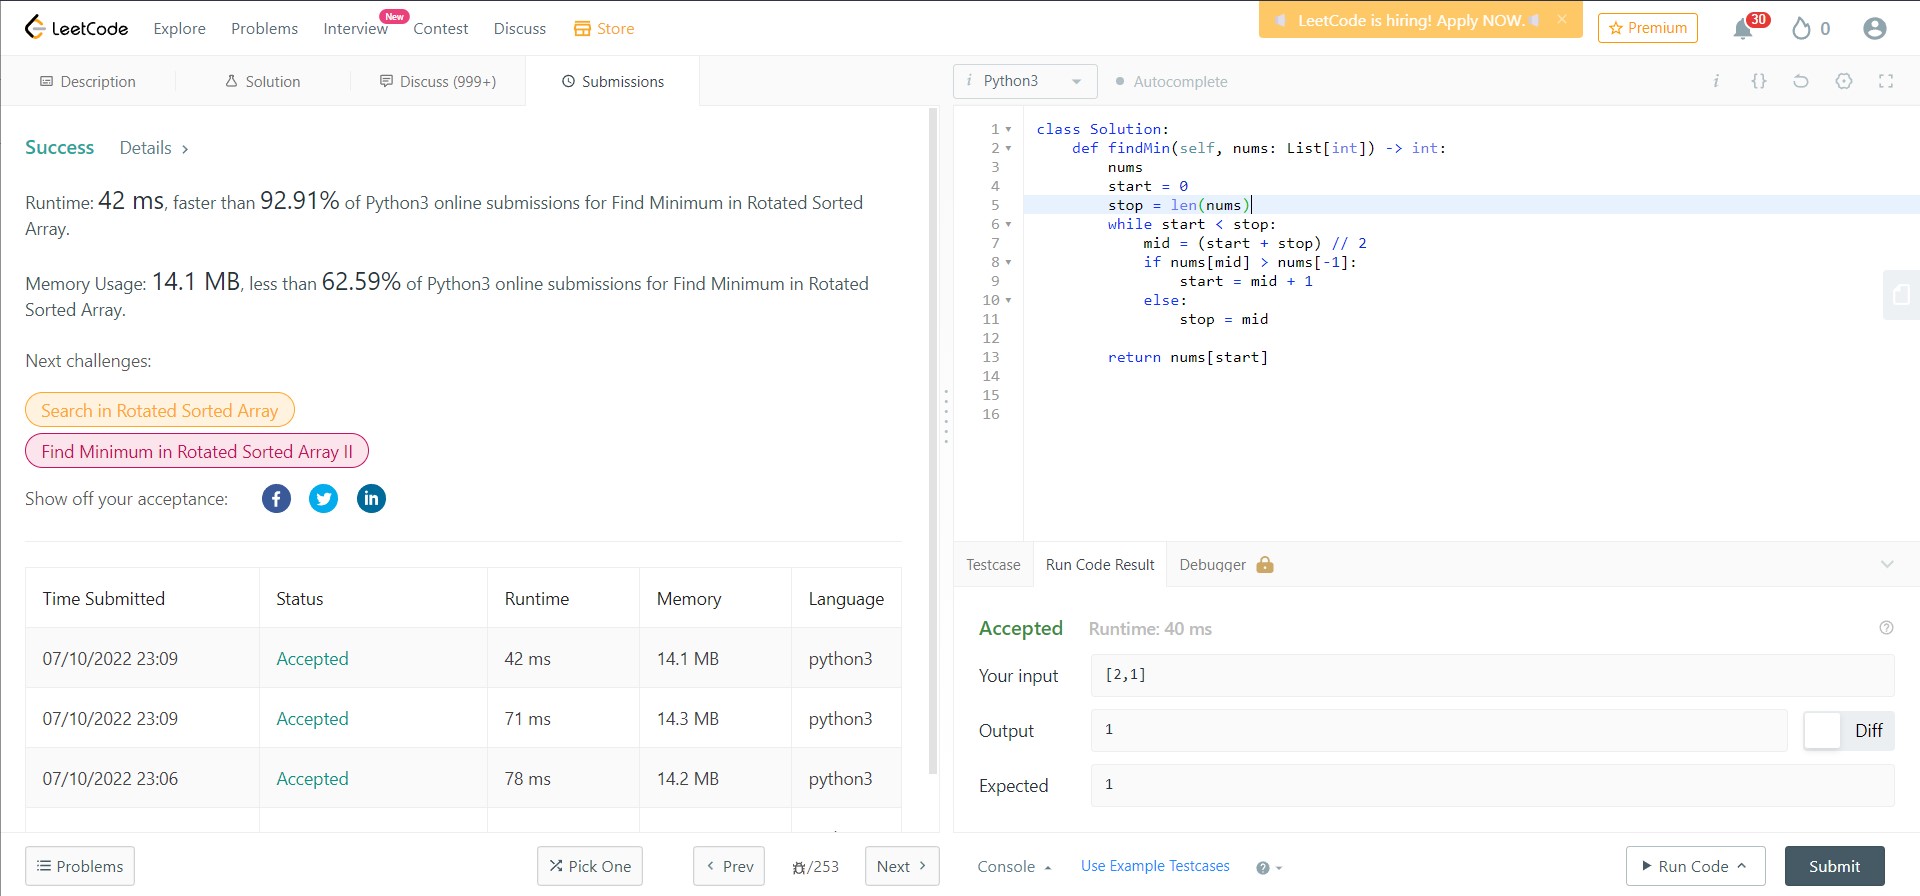 LeetCode
Explore
Problems
Interview
New
Contest
Discuss
Store
LeetCode is hiring! Apply NOW.
Premium
30
0
Description
Solution
Discuss (999+)
Submissions
Success
Details
Runtime: 42 ms, faster than 92.91% of Python3 online submissions for Find Minimum in Rotated Sorted
Array.
Memory Usage: 14.1 MB, less than 62.59% of Python3 online submissions for Find Minimum in Rotated
Sorted Array.
Next challenges:
Search in Rotated Sorted Array
Find Minimum in Rotated Sorted Array II
Show off your acceptance:
Time Submitted Status Runtime Memory Language
07/10/2022 23:09 Accepted 42 ms 14.1 MB python3
07/10/2022 23:09 Accepted 71 ms 14.3 MB python3
07/10/2022 23:06 Accepted 78 ms 14.2 MB python3
Problems
Pick One
Prev
/253
Next
i Python3
Autocomplete
i {}
1 class Solution:
2 def findMin(self, nums: List[int]) -> int:
3 nums
4 start = 0
5 stop = len(nums)
6 while start < stop:
7 mid = (start + stop) // 2
8 if nums[mid] > nums[-1]:
9 start = mid + 1
10 else:
11 stop = mid
12
13 return nums[start]
14
15
16
Testcase
Run Code Result
Debugger
Accepted
Runtime: 40 ms
Your input
[2,1]
Output
1
Diff
Expected
1
Console
Use Example Testcases
Run Code
Submit